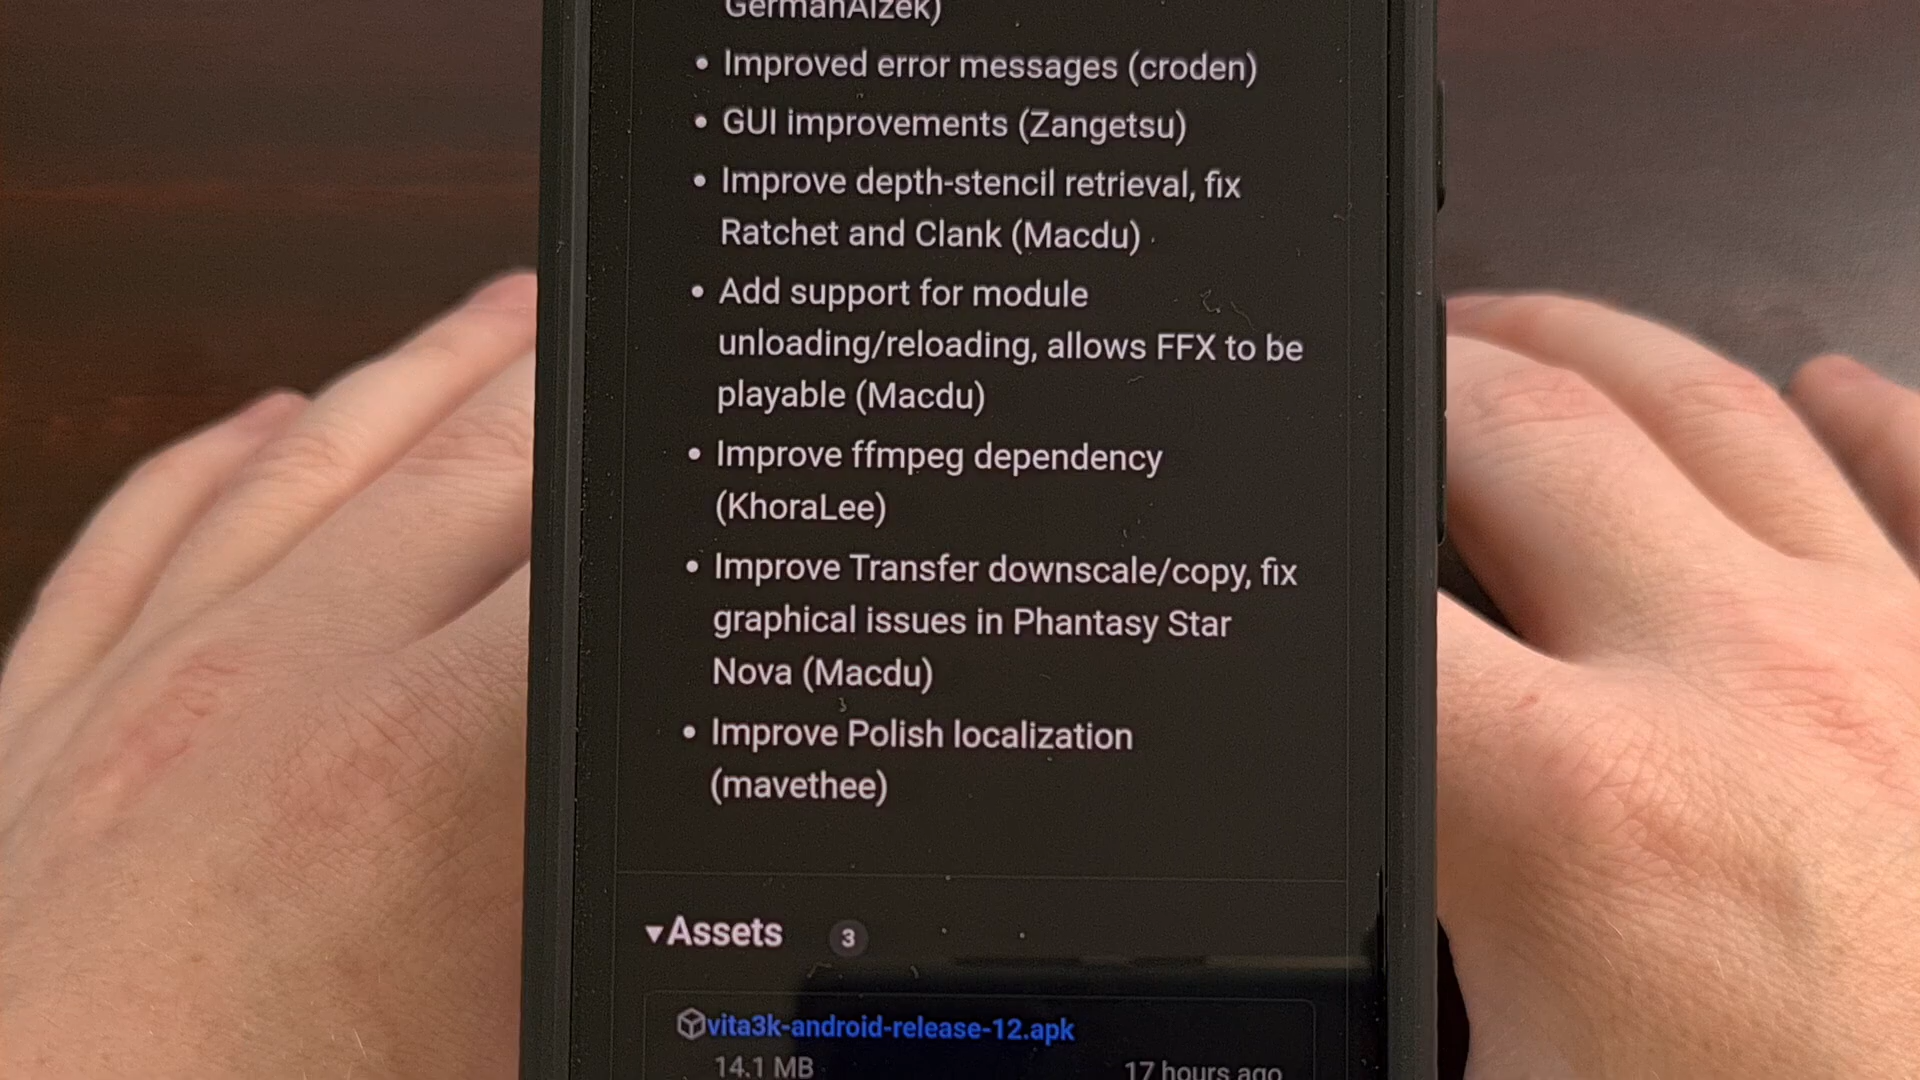 GermanAizek)
• Improved error messages (croden)
• GUI improvements (Zangetsu)
• Improve depth-stencil retrieval, fix
Ratchet and Clank (Macdu)
• Add support for module
unloading/reloading, allows FFX to be
playable (Macdu)
• Improve ffmpeg dependency
(KhoraLee)
• Improve Transfer downscale/copy, fix
graphical issues in Phantasy Star
Nova (Macdu)
• Improve Polish localization
(mavethee)
▾Assets 3
vita3k-android-release-12.apk
14.1 MB 17 hours ago